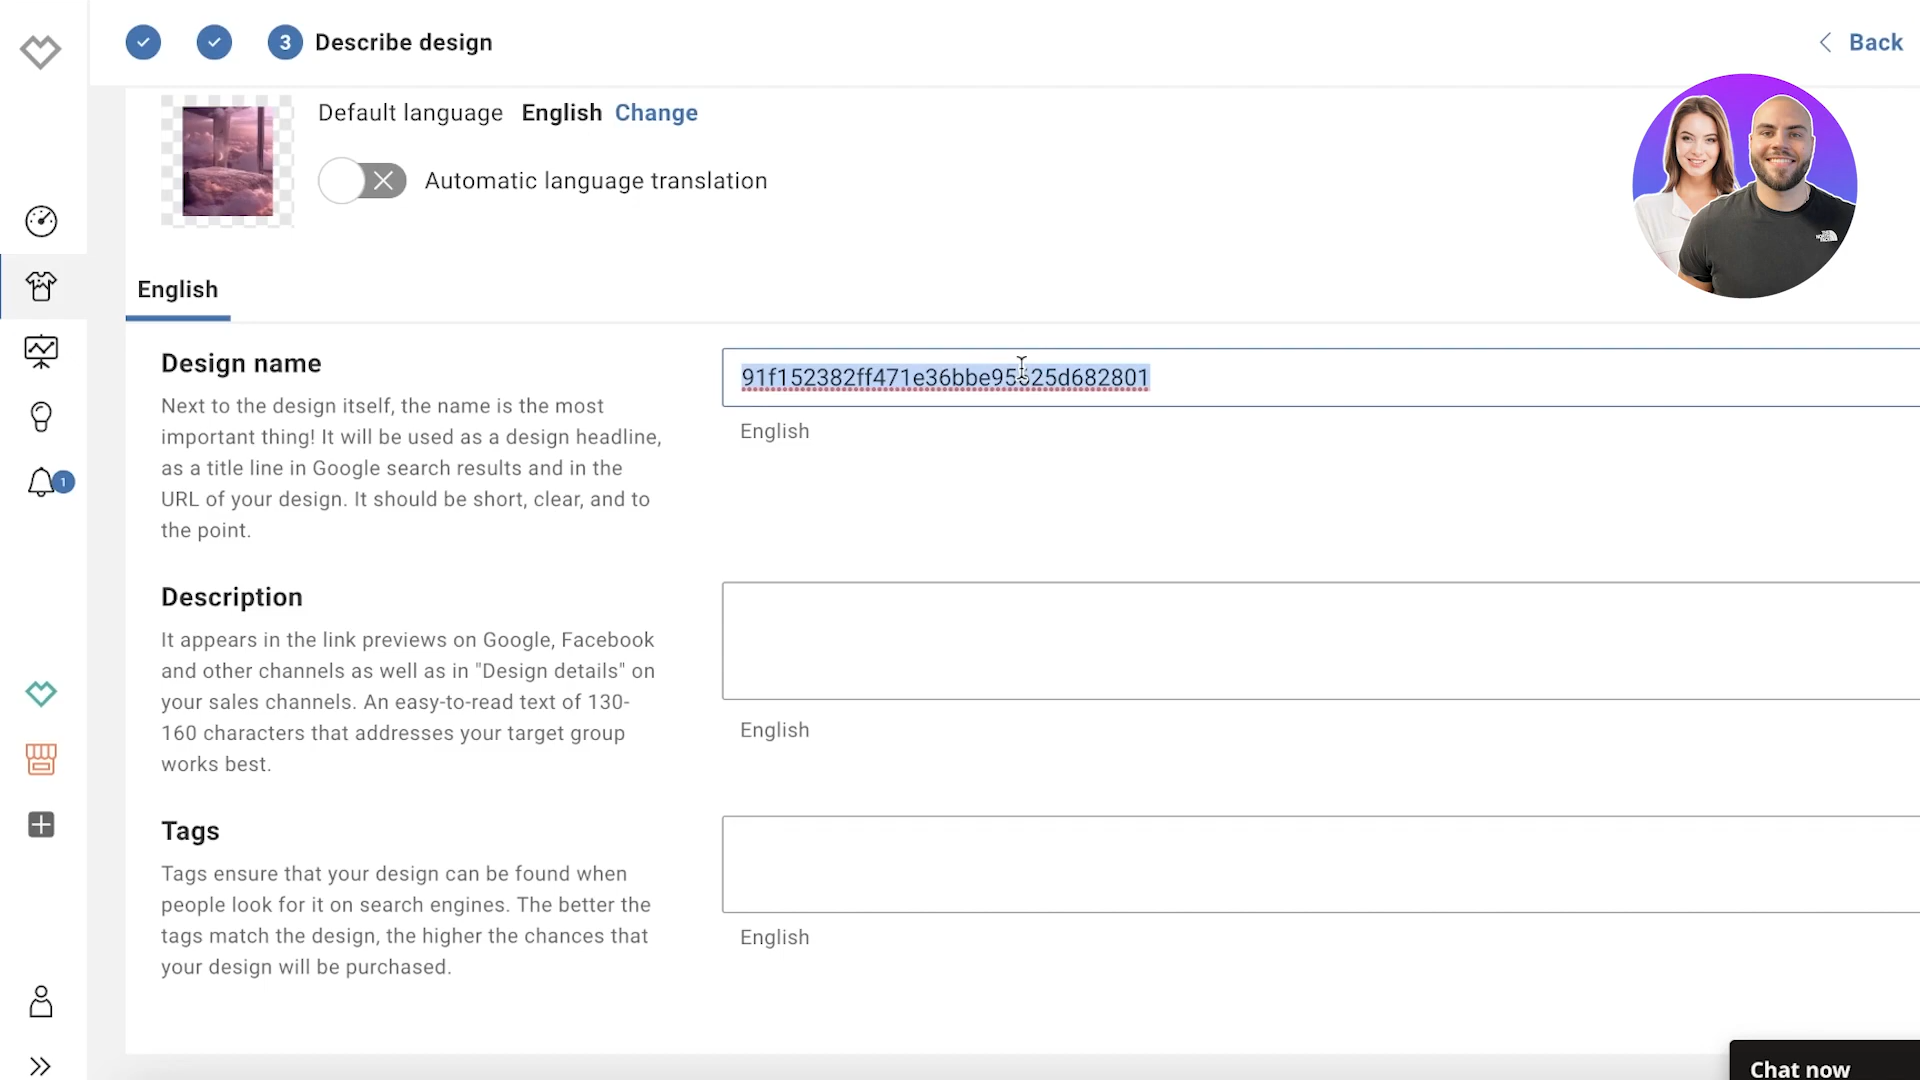 3 Describe design
Back
Default language English Change
Automatic language translation
English
Design name
Next to the design itself, the name is the most
important thing! It will be used as a design headline,
as a title line in Google search results and in the
URL of your design. It should be short, clear, and to
the point.
91f152382ff471e36bbe95625d682801
English
1
Description
It appears in the link previews on Google, Facebook
and other channels as well as in "Design details" on
your sales channels. An easy-to-read text of 130-
160 characters that addresses your target group
works best.
English
Tags
Tags ensure that your design can be found when
people look for it on search engines. The better the
tags match the design, the higher the chances that
your design will be purchased.
English
Chat now